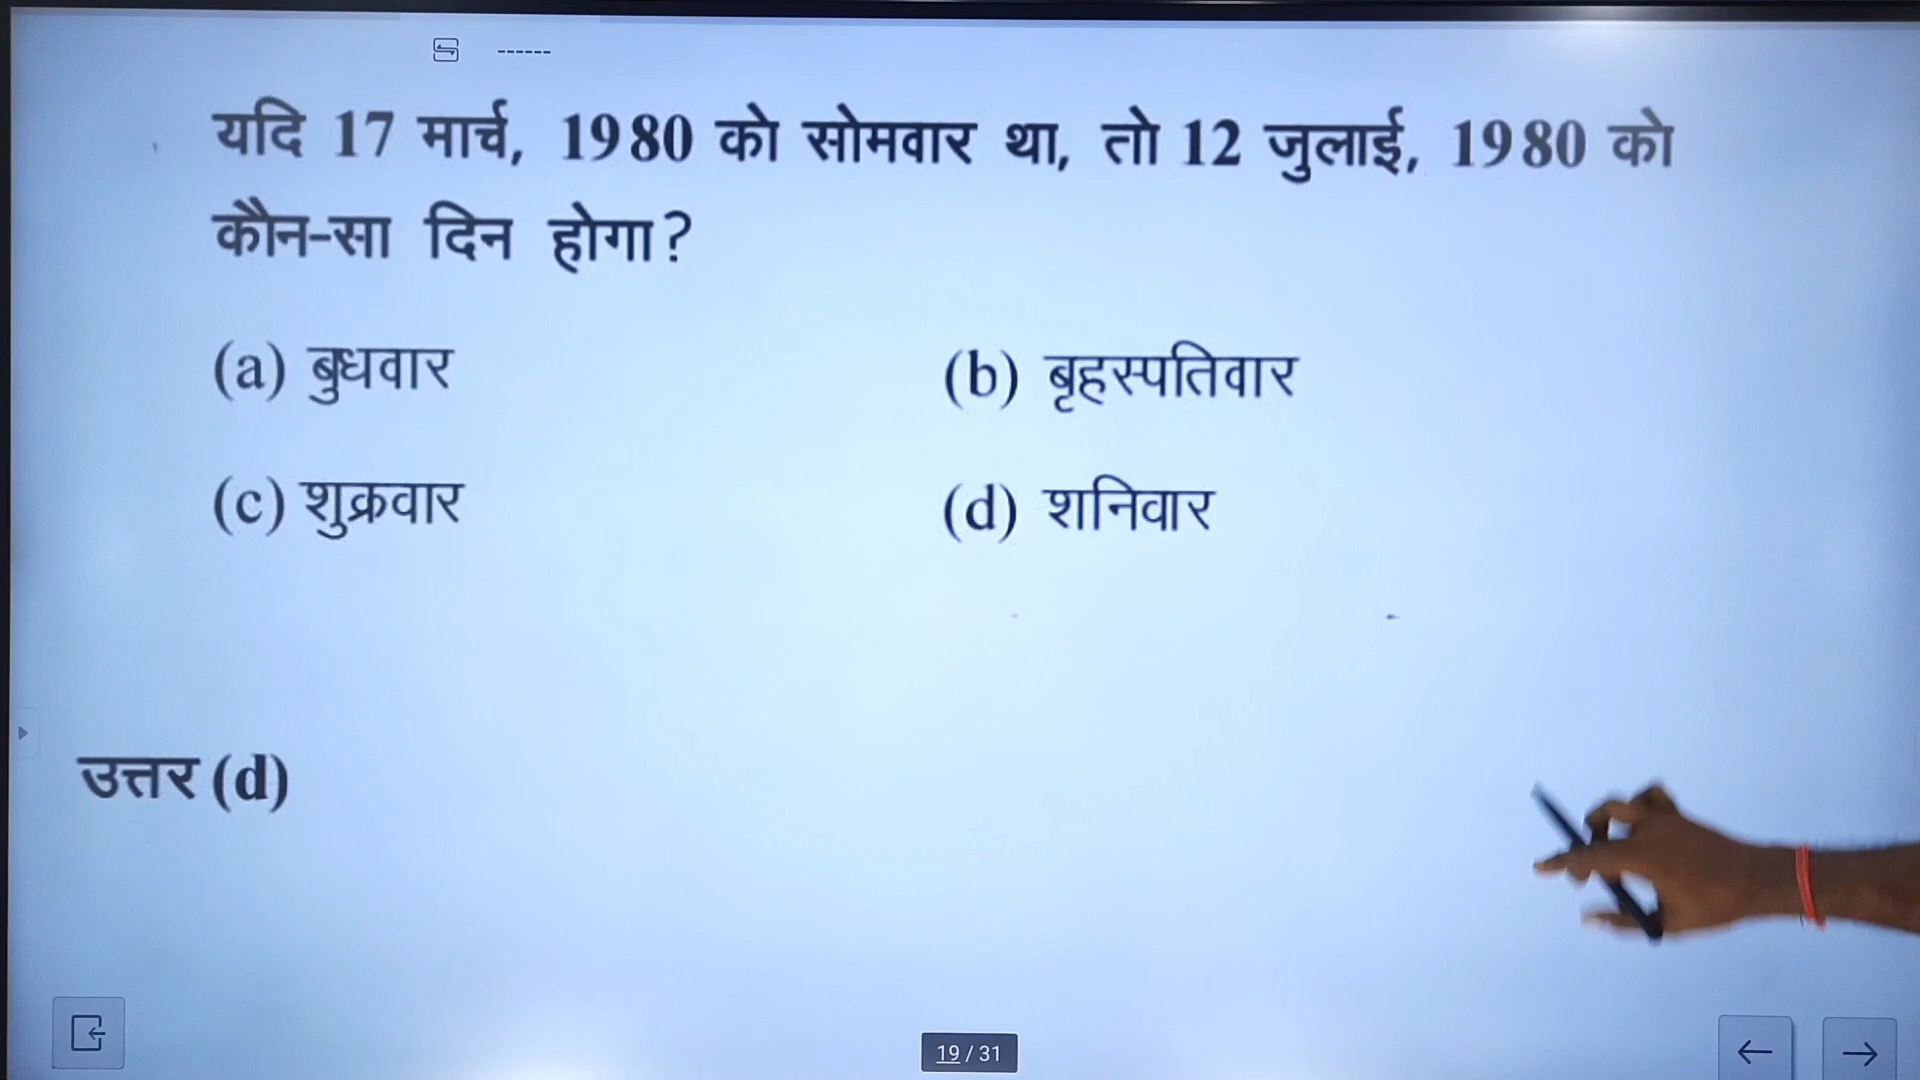 यदि 17 मार्च, 1980 को सोमवार था, तो 12 जुलाई, 1980 को
कौन-सा दिन होगा?
(a) बुधवार (b) बृहस्पतिवार
(c) शुक्रवार (d) शनिवार
उत्तर (d)
19 / 31